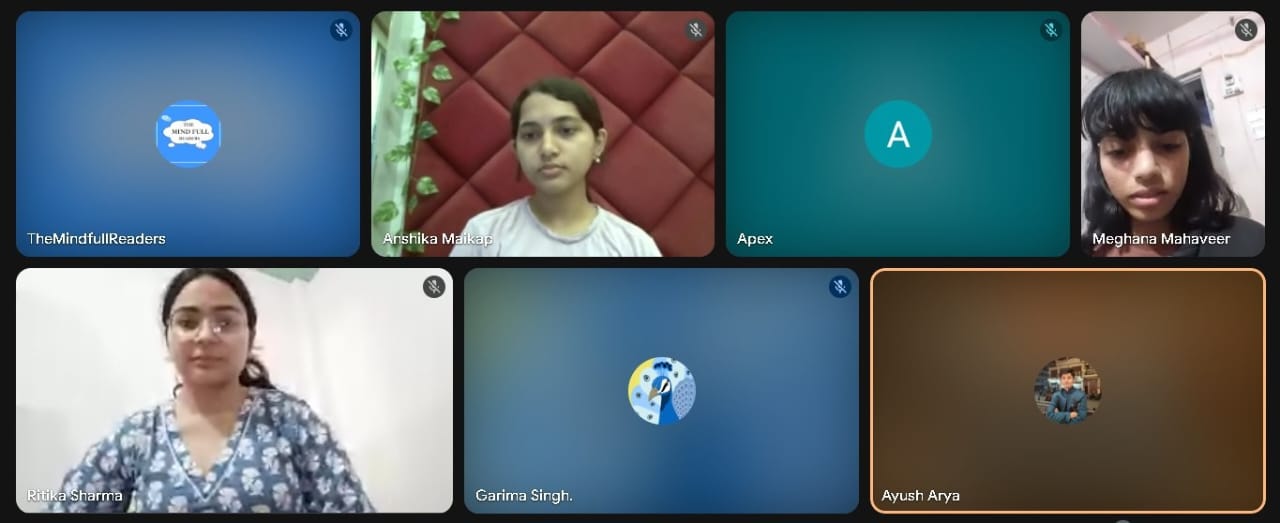 THE
MIND FULL
READERS
TheMindfullReaders
Anshika Maikap
A
Apex
Meghana Mahaveer
Ritika Sharma
Garima Singh.
Ayush Arya